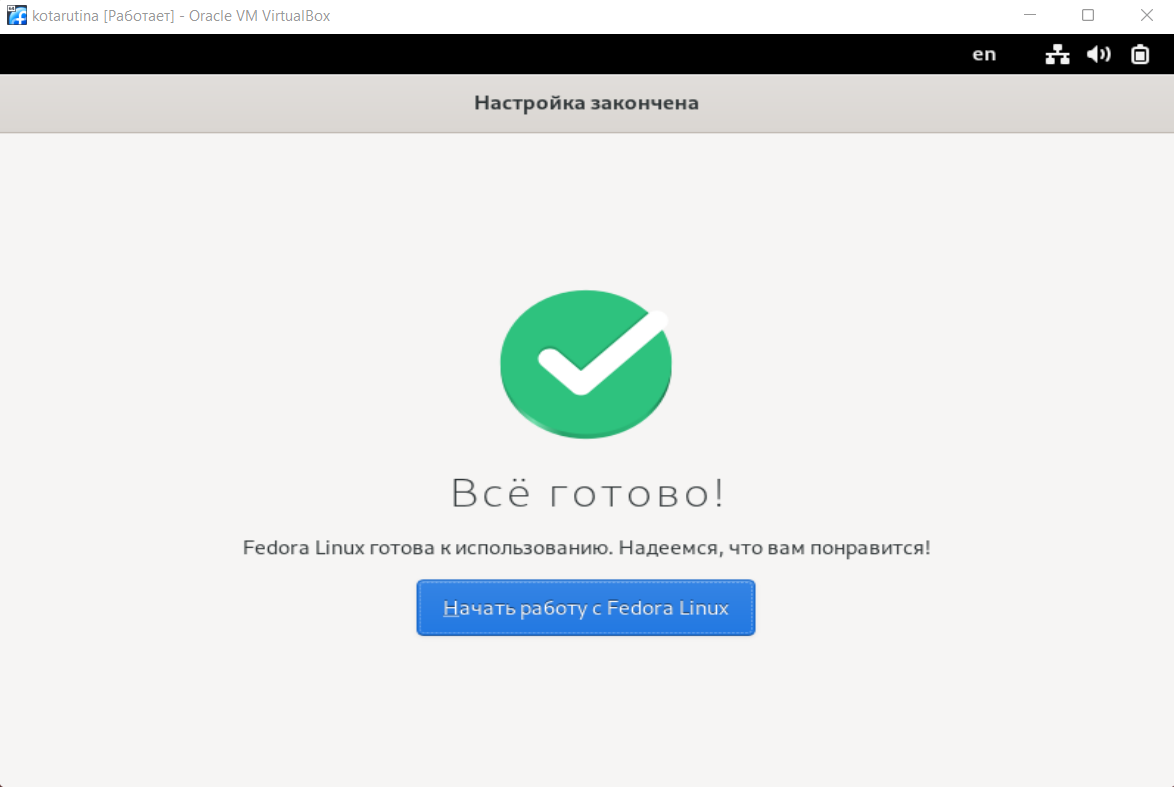 kotarutina [Работает] - Oracle VM VirtualBox
en
Настройка закончена
Всё готово!
Fedora Linux готова к использованию. Надеемся, что вам понравится!
Начать работу с Fedora Linux